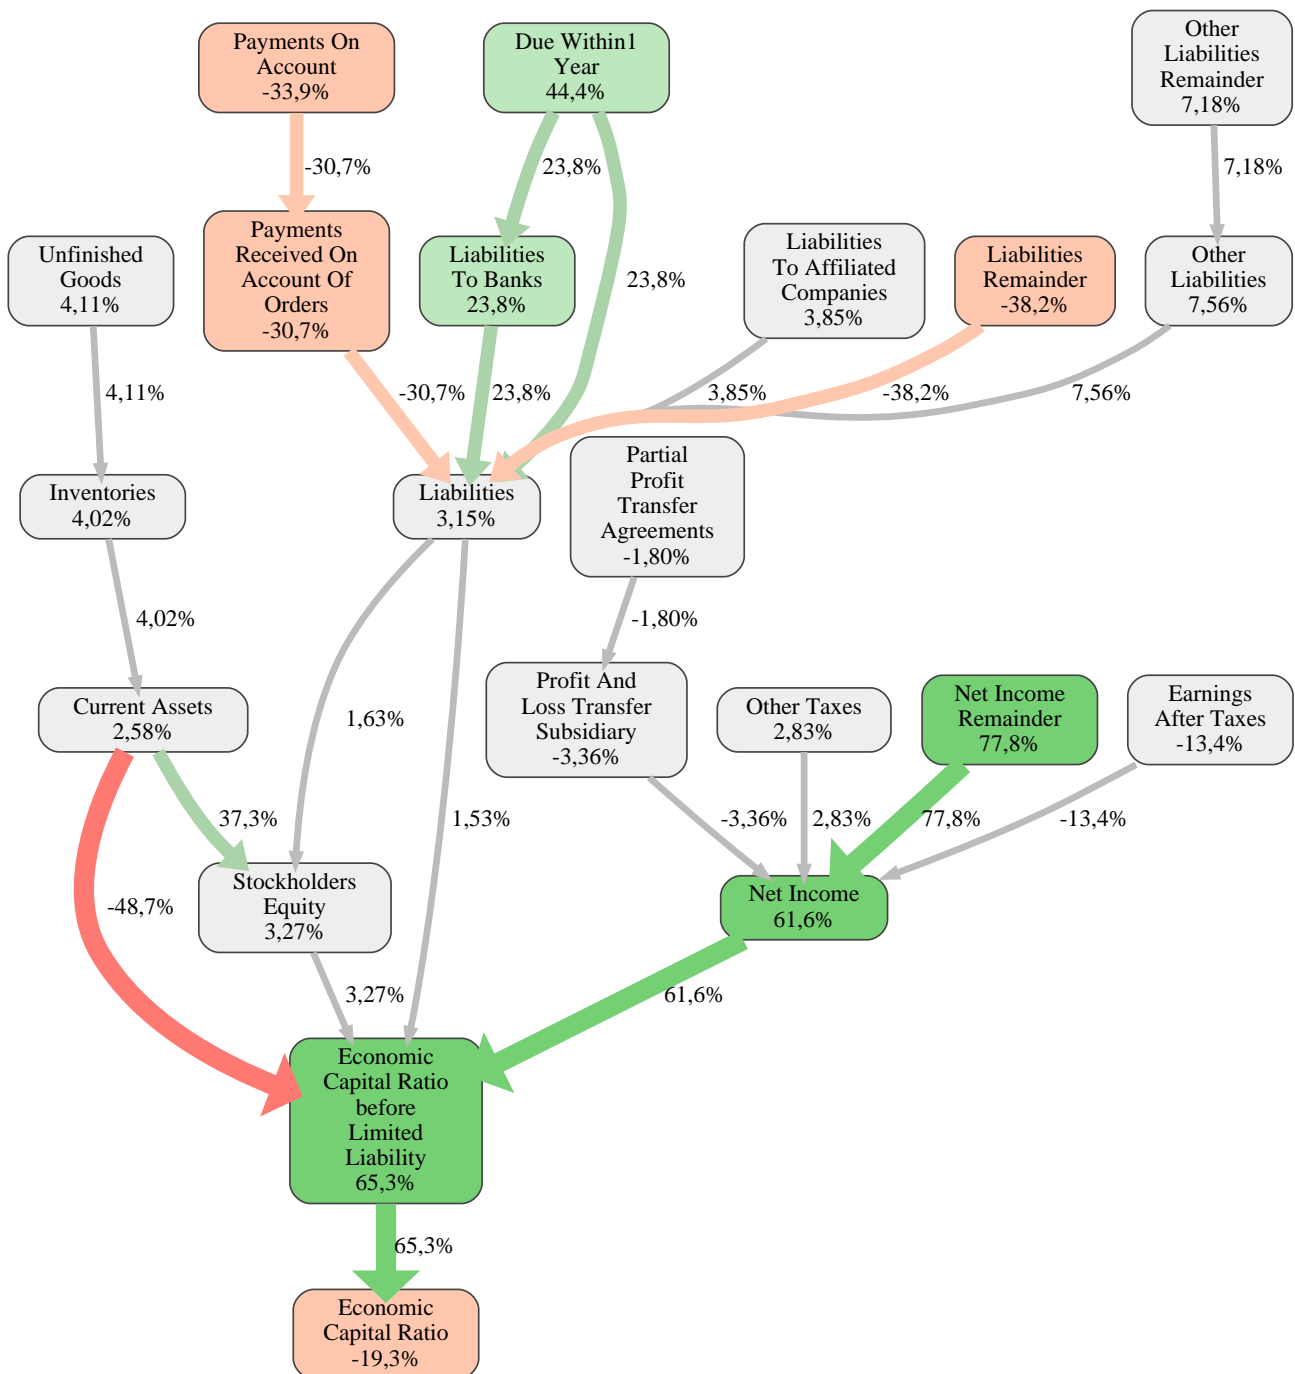 Payments On
Account
-33,9%
Due Within1
Year
44,4%
Other
Liabilities
Remainder
7,18%
-30,7%
23,8%
7,18%
Unfinished
Goods
4,11%
Payments
Received On
Account Of
Orders
-30,7%
Liabilities
To Banks
23,8%
23,8%
Liabilities
To Affiliated
Companies
3,85%
Liabilities
Remainder
-38,2%
Other
Liabilities
7,56%
4,11%
-30,7%
23,8%
3,85%
-38,2%
7,56%
Inventories
4,02%
Liabilities
3,15%
Partial
Profit
Transfer
Agreements
-1,80%
4,02%
-1,80%
Current Assets
2,58%
1,63%
Profit And
Loss Transfer
Subsidiary
-3,36%
Other Taxes
2,83%
Net Income
Remainder
77,8%
Earnings
After Taxes
-13,4%
37,3%
1,53%
-3,36%
2,83%
77,8%
-13,4%
-48,7%
Stockholders
Equity
3,27%
Net Income
61,6%
3,27%
61,6%
Economic
Capital Ratio
before
Limited
Liability
65,3%
65,3%
Economic
Capital Ratio
-19,3%